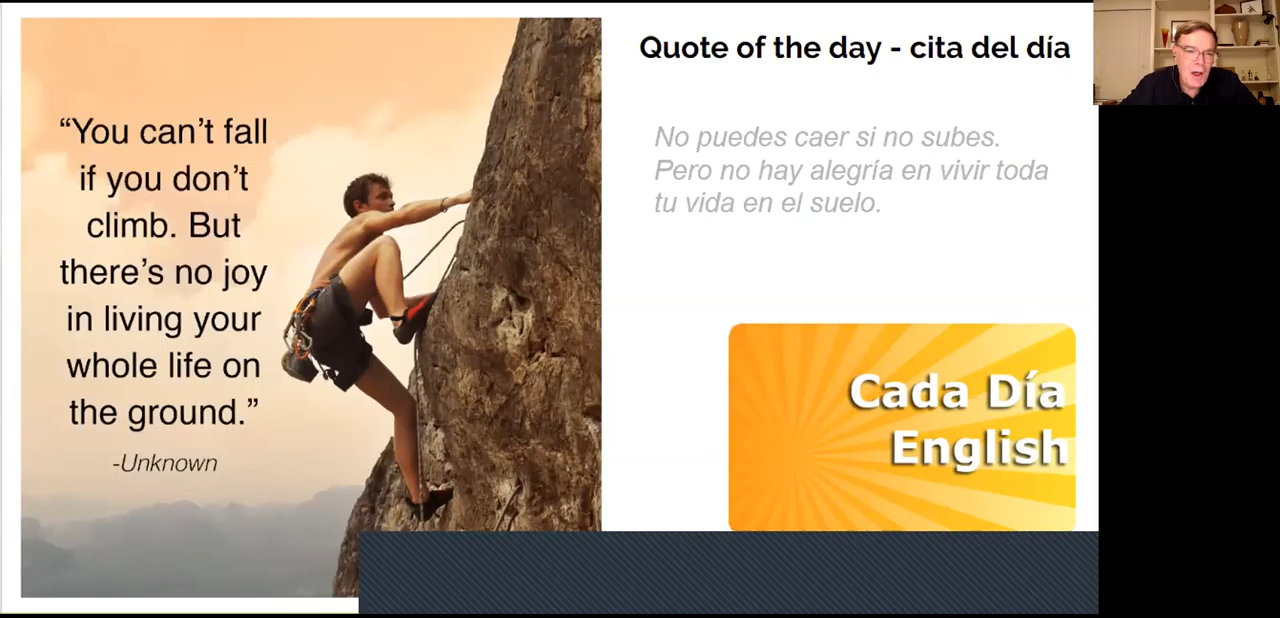 “You can’t fall
if you don’t
climb. But
there’s no joy
in living your
whole life on
the ground.”
-Unknown
Quote of the day - cita del día
No puedes caer si no subes.
Pero no hay alegría en vivir toda
tu vida en el suelo.
Cada Día
English